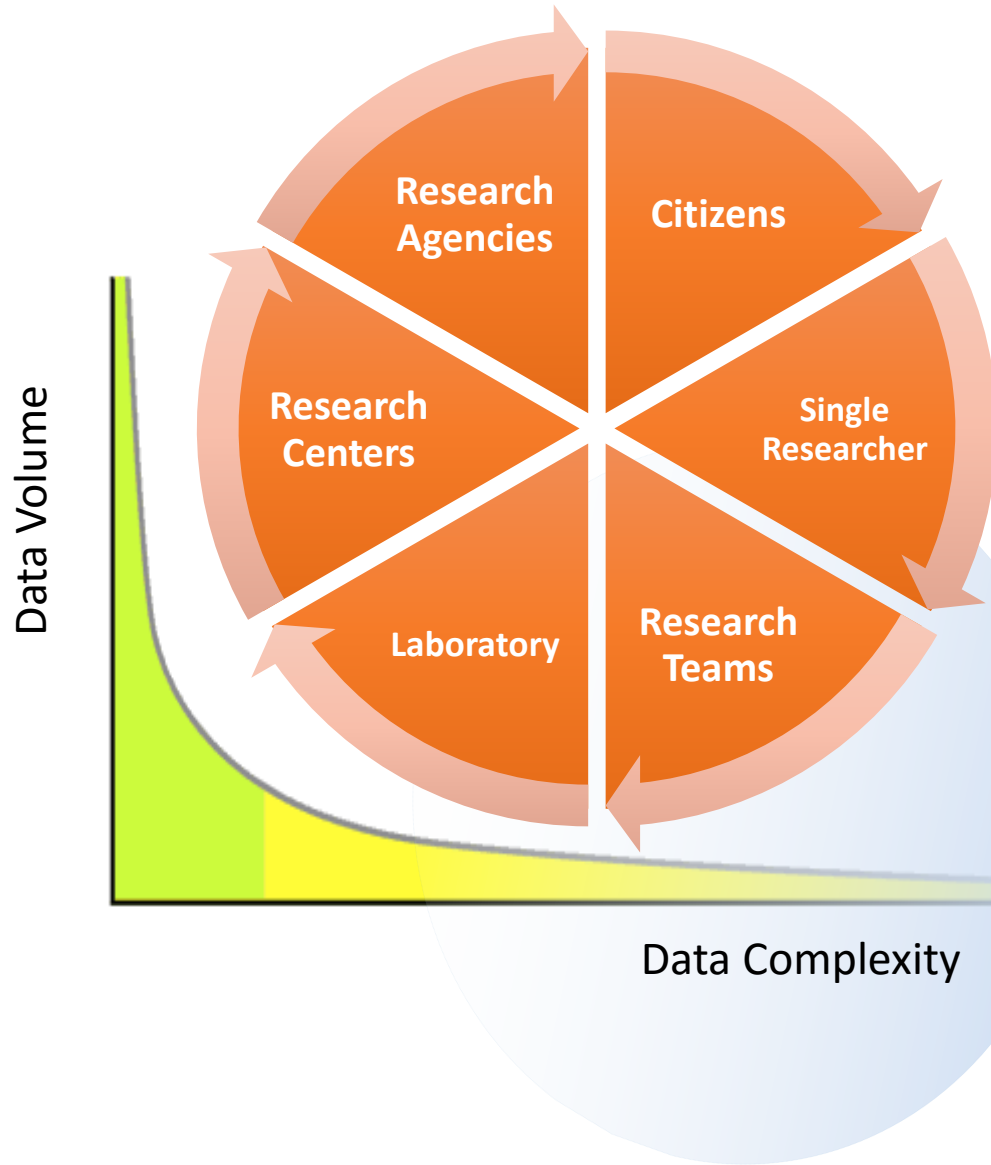 Research
Agencies
Citizens
Research
Centers
Single
Researcher
Laboratory
Research
Teams
Data Volume
Data Complexity